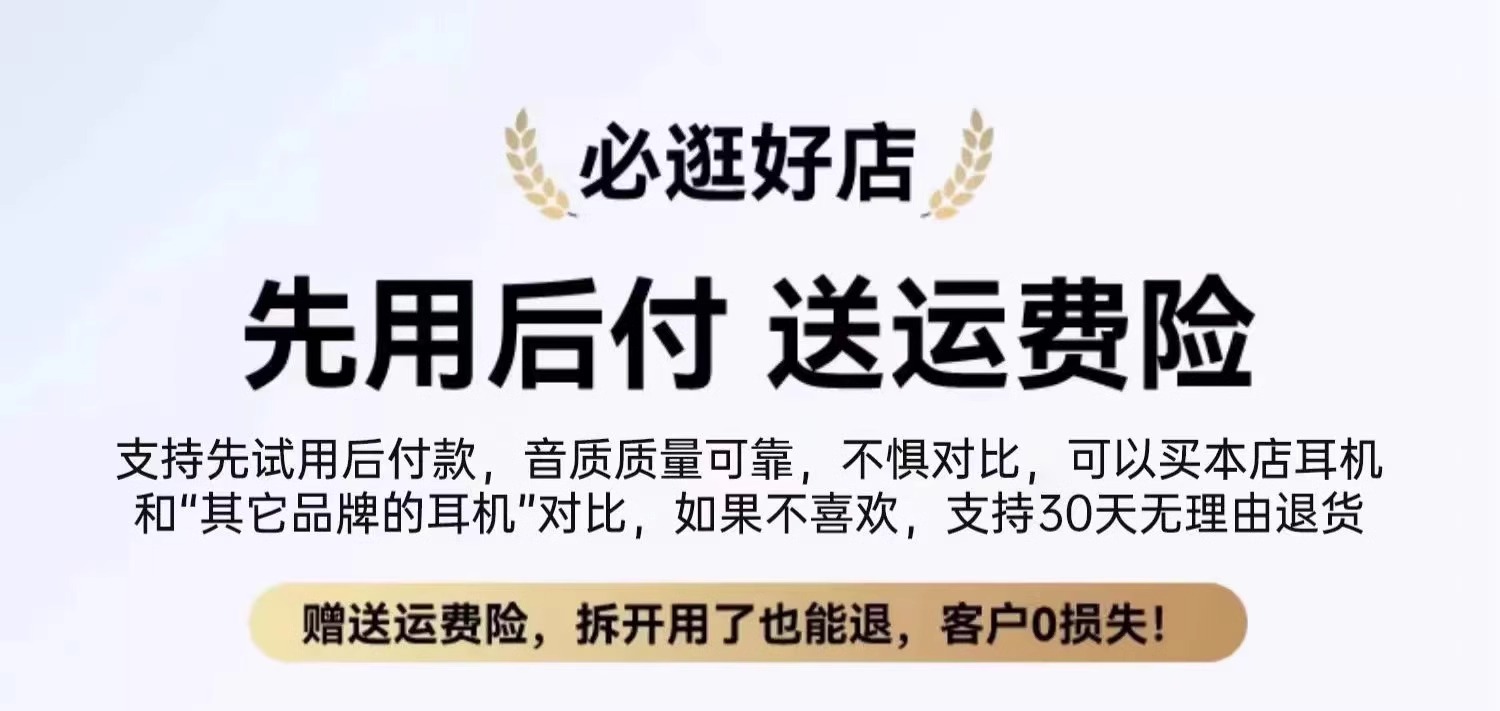 必逛好店
先用后付 送运费险
支持先试用后付款，音质质量可靠，不惧对比，可以买本店耳机
和“其它品牌的耳机”对比，如果不喜欢，支持30天无理由退货
赠送运费险，拆开用了也能退，客户0损失！